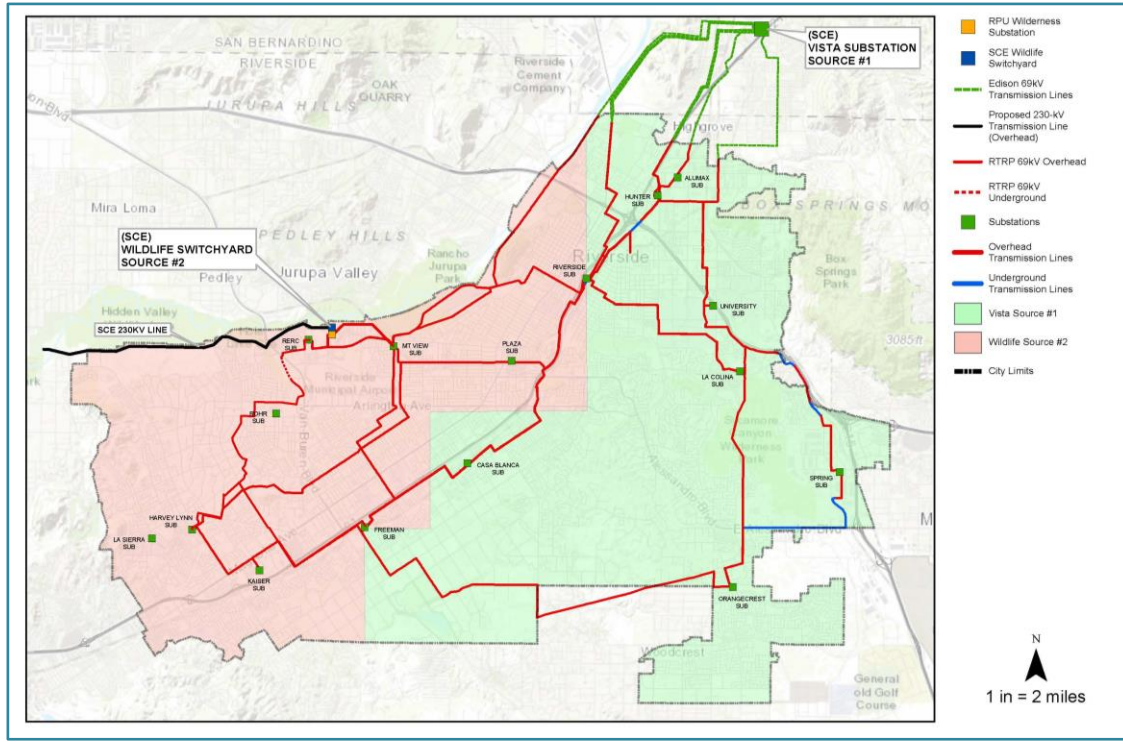 SAN BERNARDINO
RIVERSIDE
OAK
QUARRY
Riverside
Cement
Company
JURUPA HILLS
(SCE)
VISTA SUBSTATION
SOURCE #1
Highgrove
ALUMAX
SUB
HUNTER
SUB
BOX SPRINGS MO
Mira Loma
PEDLEY HILLS
(SCE)
WILDLIFE SWITCHYARD
SOURCE #2
Pedley
Jurupa Valley
Rancho
Jurupa
Park
RIVERSIDE
SUB
Riverside
Box
Springs
Park
Hidden Valley
UNIVERSITY
SUB
SCE 230KV LINE
RERC
SUB
MT VIEW
SUB
PLAZA
SUB
3085ft
Park
LA COLINA
SUB
Riverside
Municipal Airport
Arlington Ave
BOHR
SUB
Van Buren Blvd
Sycamore
Canyon
Wilderness
Park
CASA BLANCA
SUB
Alessandro Blvd
SPRING
SUB
HARVEY LYNN
SUB
LA SIERRA
SUB
FREEMAN
SUB
Blvd
M
KAISER
SUB
ORANGECREST
SUB
Woodcrest
General
old Golf
Course
RPU Wilderness
Substation
SCE Wildlife
Switchyard
Edison 69kV
Transmission Lines
Proposed 230-kV
Transmission Line
(Overhead)
RTRP 69kV Overhead
RTRP 69kV
Underground
Substations
Overhead
Transmission Lines
Underground
Transmission Lines
Vista Source #1
Wildlife Source #2
City Limits
N
1 in = 2 miles